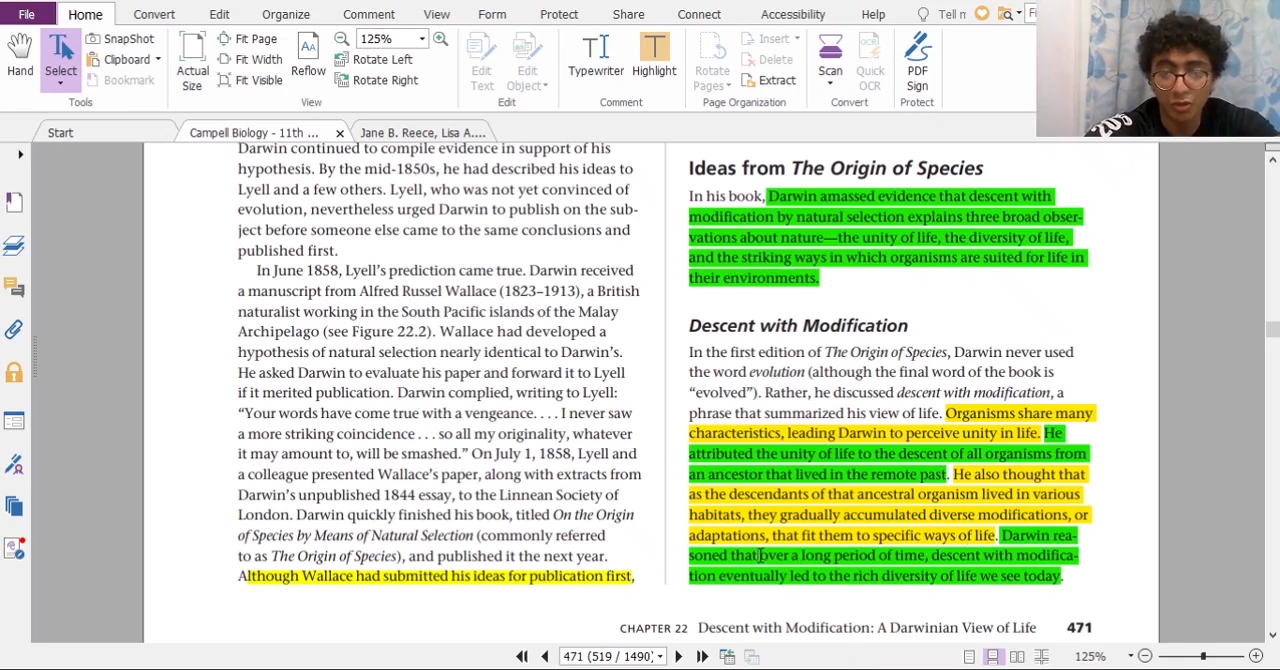 File Home Convert Edit Organize Comment View Form Protect Share Connect Accessibility Help Tell
Hand
Select
SnapShot
Clipboard
Bookmark
Tools
Actual Size
Fit Page
Fit Width
Fit Visible
Reflow
125%
Rotate Left
Rotate Right
View
Edit Text
Edit Object
Edit
Typewriter
Highlight
Comment
Rotate Pages
Insert
Delete
Extract
Page Organization
Scan
Quick OCR
Convert
PDF Sign
Protect
Start
Campell Biology - 11th ...
Jane B. Reece, Lisa A....
Darwin continued to compile evidence in support of his
hypothesis. By the mid-1850s, he had described his ideas to
Lyell and a few others. Lyell, who was not yet convinced of
evolution, nevertheless urged Darwin to publish on the sub-
ject before someone else came to the same conclusions and
published first.
In June 1858, Lyell's prediction came true. Darwin received
a manuscript from Alfred Russel Wallace (1823–1913), a British
naturalist working in the South Pacific islands of the Malay
Archipelago (see Figure 22.2). Wallace had developed a
hypothesis of natural selection nearly identical to Darwin's.
He asked Darwin to evaluate his paper and forward it to Lyell
if it merited publication. Darwin complied, writing to Lyell:
“Your words have come true with a vengeance. . . . I never saw
a more striking coincidence . . . so all my originality, whatever
it may amount to, will be smashed.” On July 1, 1858, Lyell and
a colleague presented Wallace's paper, along with extracts from
Darwin's unpublished 1844 essay, to the Linnean Society of
London. Darwin quickly finished his book, titled On the Origin
of Species by Means of Natural Selection (commonly referred
to as The Origin of Species), and published it the next year.
Although Wallace had submitted his ideas for publication first,
Ideas from The Origin of Species
In his book, Darwin amassed evidence that descent with
modification by natural selection explains three broad obser-
vations about nature—the unity of life, the diversity of life,
and the striking ways in which organisms are suited for life in
their environments.
Descent with Modification
In the first edition of The Origin of Species, Darwin never used
the word evolution (although the final word of the book is
“evolved”). Rather, he discussed descent with modification, a
phrase that summarized his view of life. Organisms share many
characteristics, leading Darwin to perceive unity in life. He
attributed the unity of life to the descent of all organisms from
an ancestor that lived in the remote past. He also thought that
as the descendants of that ancestral organism lived in various
habitats, they gradually accumulated diverse modifications, or
adaptations, that fit them to specific ways of life. Darwin rea-
soned that over a long period of time, descent with modifica-
tion eventually led to the rich diversity of life we see today.
CHAPTER 22 Descent with Modification: A Darwinian View of Life 471
471 (519 / 1490)
125%